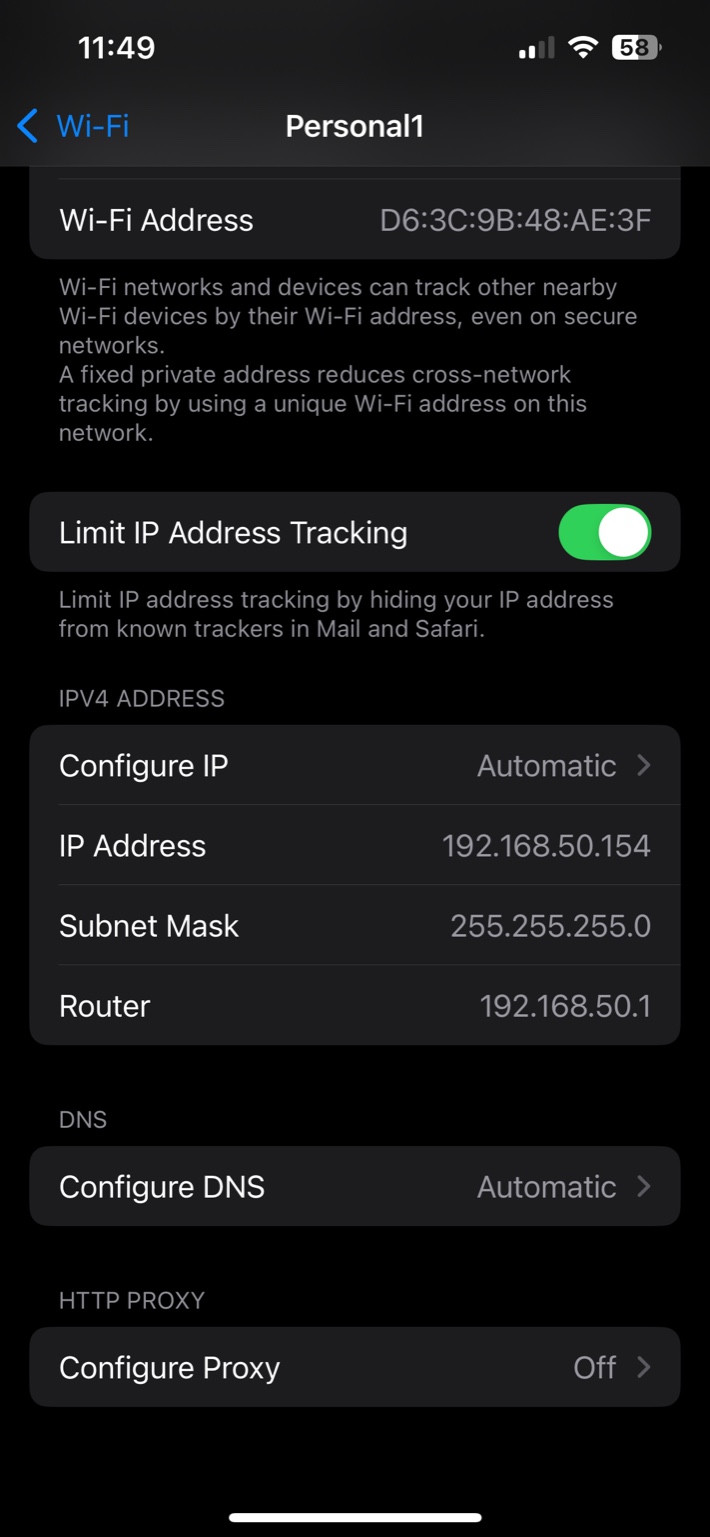 11:49
58
Wi-Fi
Personal1
Wi-Fi Address D6:3C:9B:48:AE:3F
Wi-Fi networks and devices can track other nearby
Wi-Fi devices by their Wi-Fi address, even on secure
networks.
A fixed private address reduces cross-network
tracking by using a unique Wi-Fi address on this
network.
Limit IP Address Tracking
Limit IP address tracking by hiding your IP address
from known trackers in Mail and Safari.
IPV4 ADDRESS
Configure IP Automatic
IP Address 192.168.50.154
Subnet Mask 255.255.255.0
Router 192.168.50.1
DNS
Configure DNS Automatic
HTTP PROXY
Configure Proxy Off